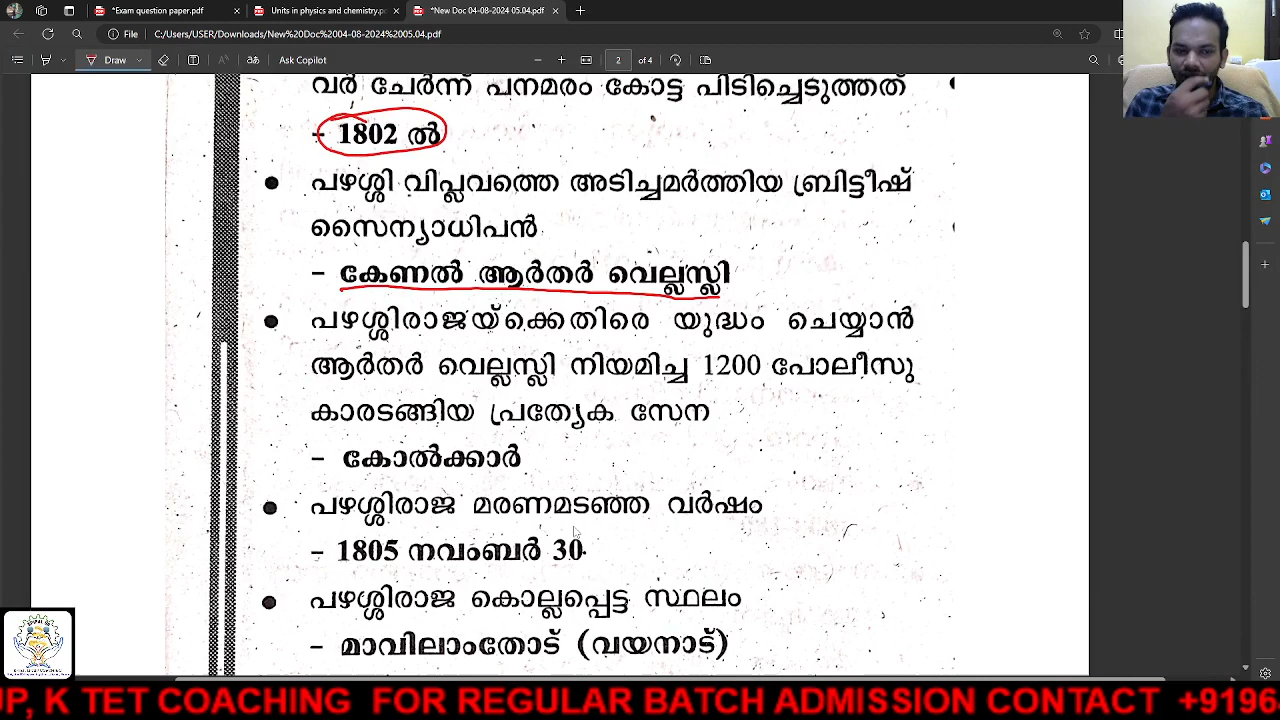 *Exam question paper.pdf
Units in physics and chemistry.pdf
*New Doc 04-08-2024 05.04.pdf
File C:/Users/USER/Downloads/New%20Doc%2004-08-2024%2005.04.pdf
Draw
Ask Copilot
2 of 4
വർ ചേർന്ന് പനമരം കോട്ട പിടിച്ചെടുത്തത്
– 1802 ൽ
● പഴശ്ശി വിപ്ലവത്തെ അടിച്ചമർത്തിയ ബ്രിട്ടീഷ്
സൈന്യാധിപൻ
– കേണൽ ആർതർ വെല്ലസ്ലി
● പഴശ്ശിരാജയ്ക്കെതിരെ യുദ്ധം ചെയ്യാൻ
ആർതർ വെല്ലസ്ലി നിയമിച്ച 1200 പോലീസു
കാരടങ്ങിയ പ്രത്യേക സേന
– കോൽക്കാർ
● പഴശ്ശിരാജ മരണമടഞ്ഞ വർഷം
– 1805 നവംബർ 30
● പഴശ്ശിരാജ കൊല്ലപ്പെട്ട സ്ഥലം
– മാവിലാംതോട് (വയനാട്)
UP, K TET COACHING FOR REGULAR BATCH ADMISSION CONTACT +9196